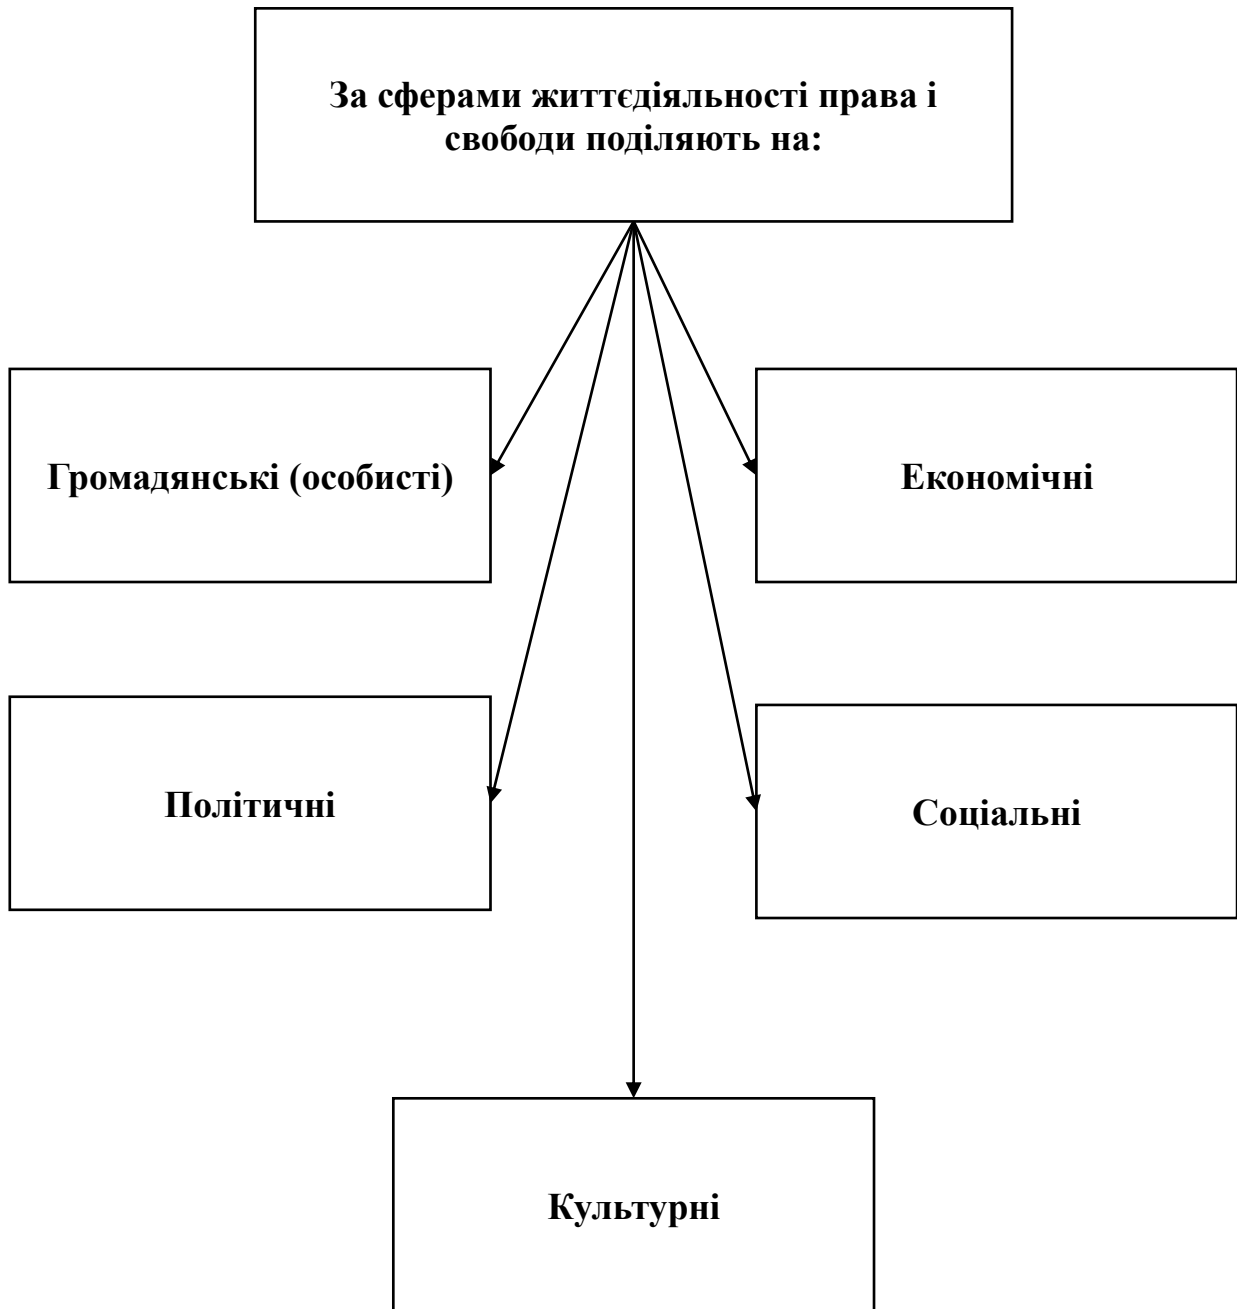 За сферами життєдіяльності права і
свободи поділяють на:
Громадянські (особисті)
Економічні
Політичні
Соціальні
Культурні